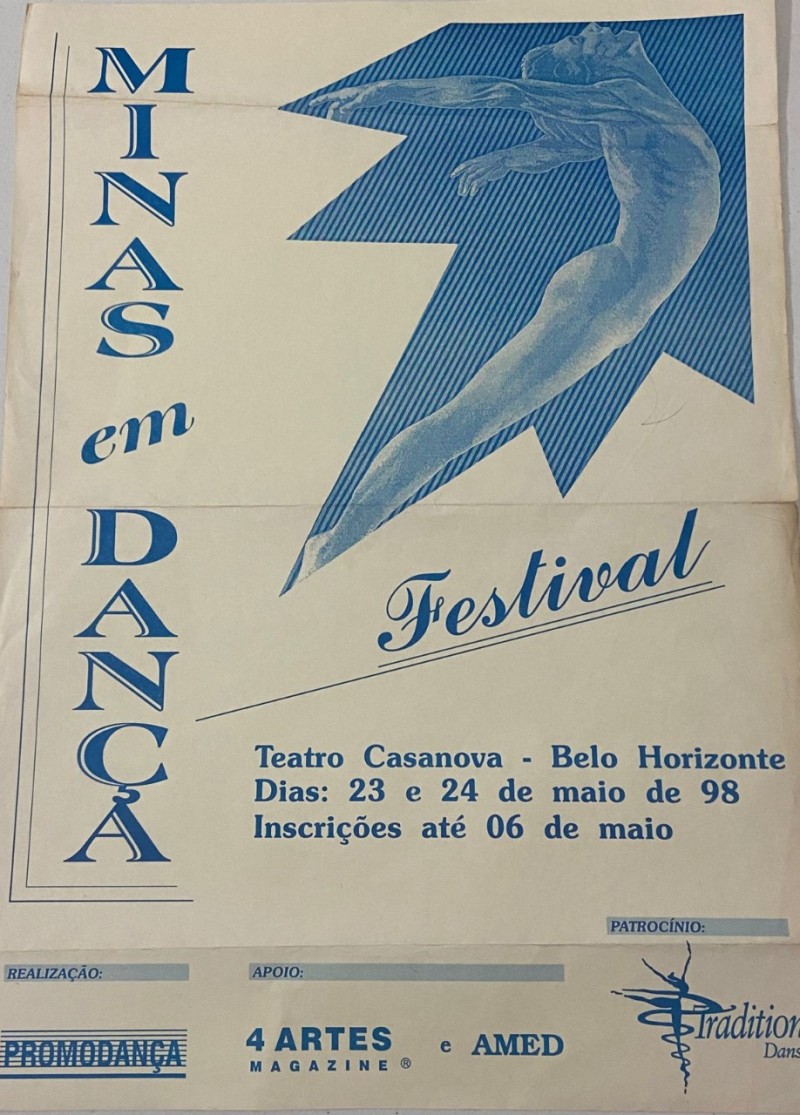 MINAS
em
DANÇA
Festival
Teatro Casanova - Belo Horizonte
Dias: 23 e 24 de maio de 98
Inscrições até 06 de maio
PATROCÍNIO:
REALIZAÇÃO:
APOIO:
PROMODANÇA
4 ARTES
MAGAZINE ®
e AMED
Tradition